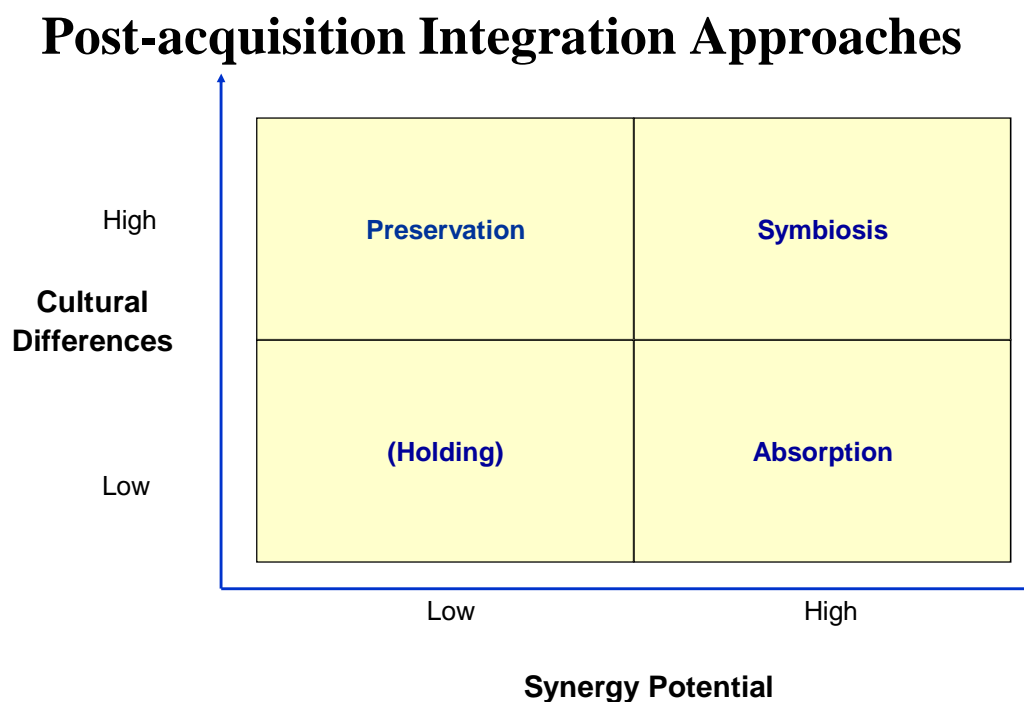 Post-acquisition Integration Approaches
High
Preservation
Symbiosis
Cultural
Differences
(Holding)
Absorption
Low
Low
High
Synergy Potential